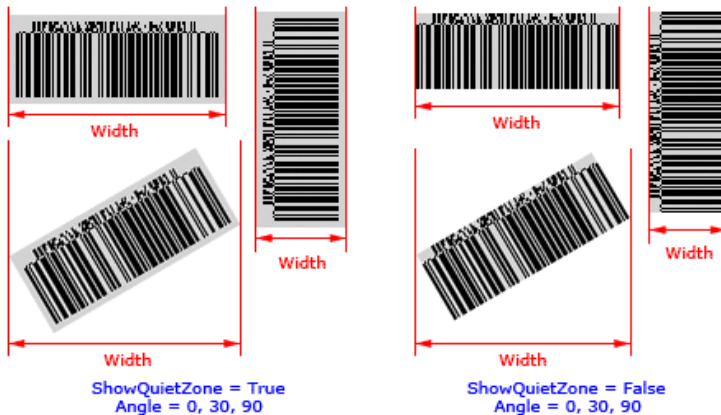 Width
Width
Width
Width
Width
Width
ShowQuietZone = True
Angle = 0, 30, 90
ShowQuietZone = False
Angle = 0, 30, 90